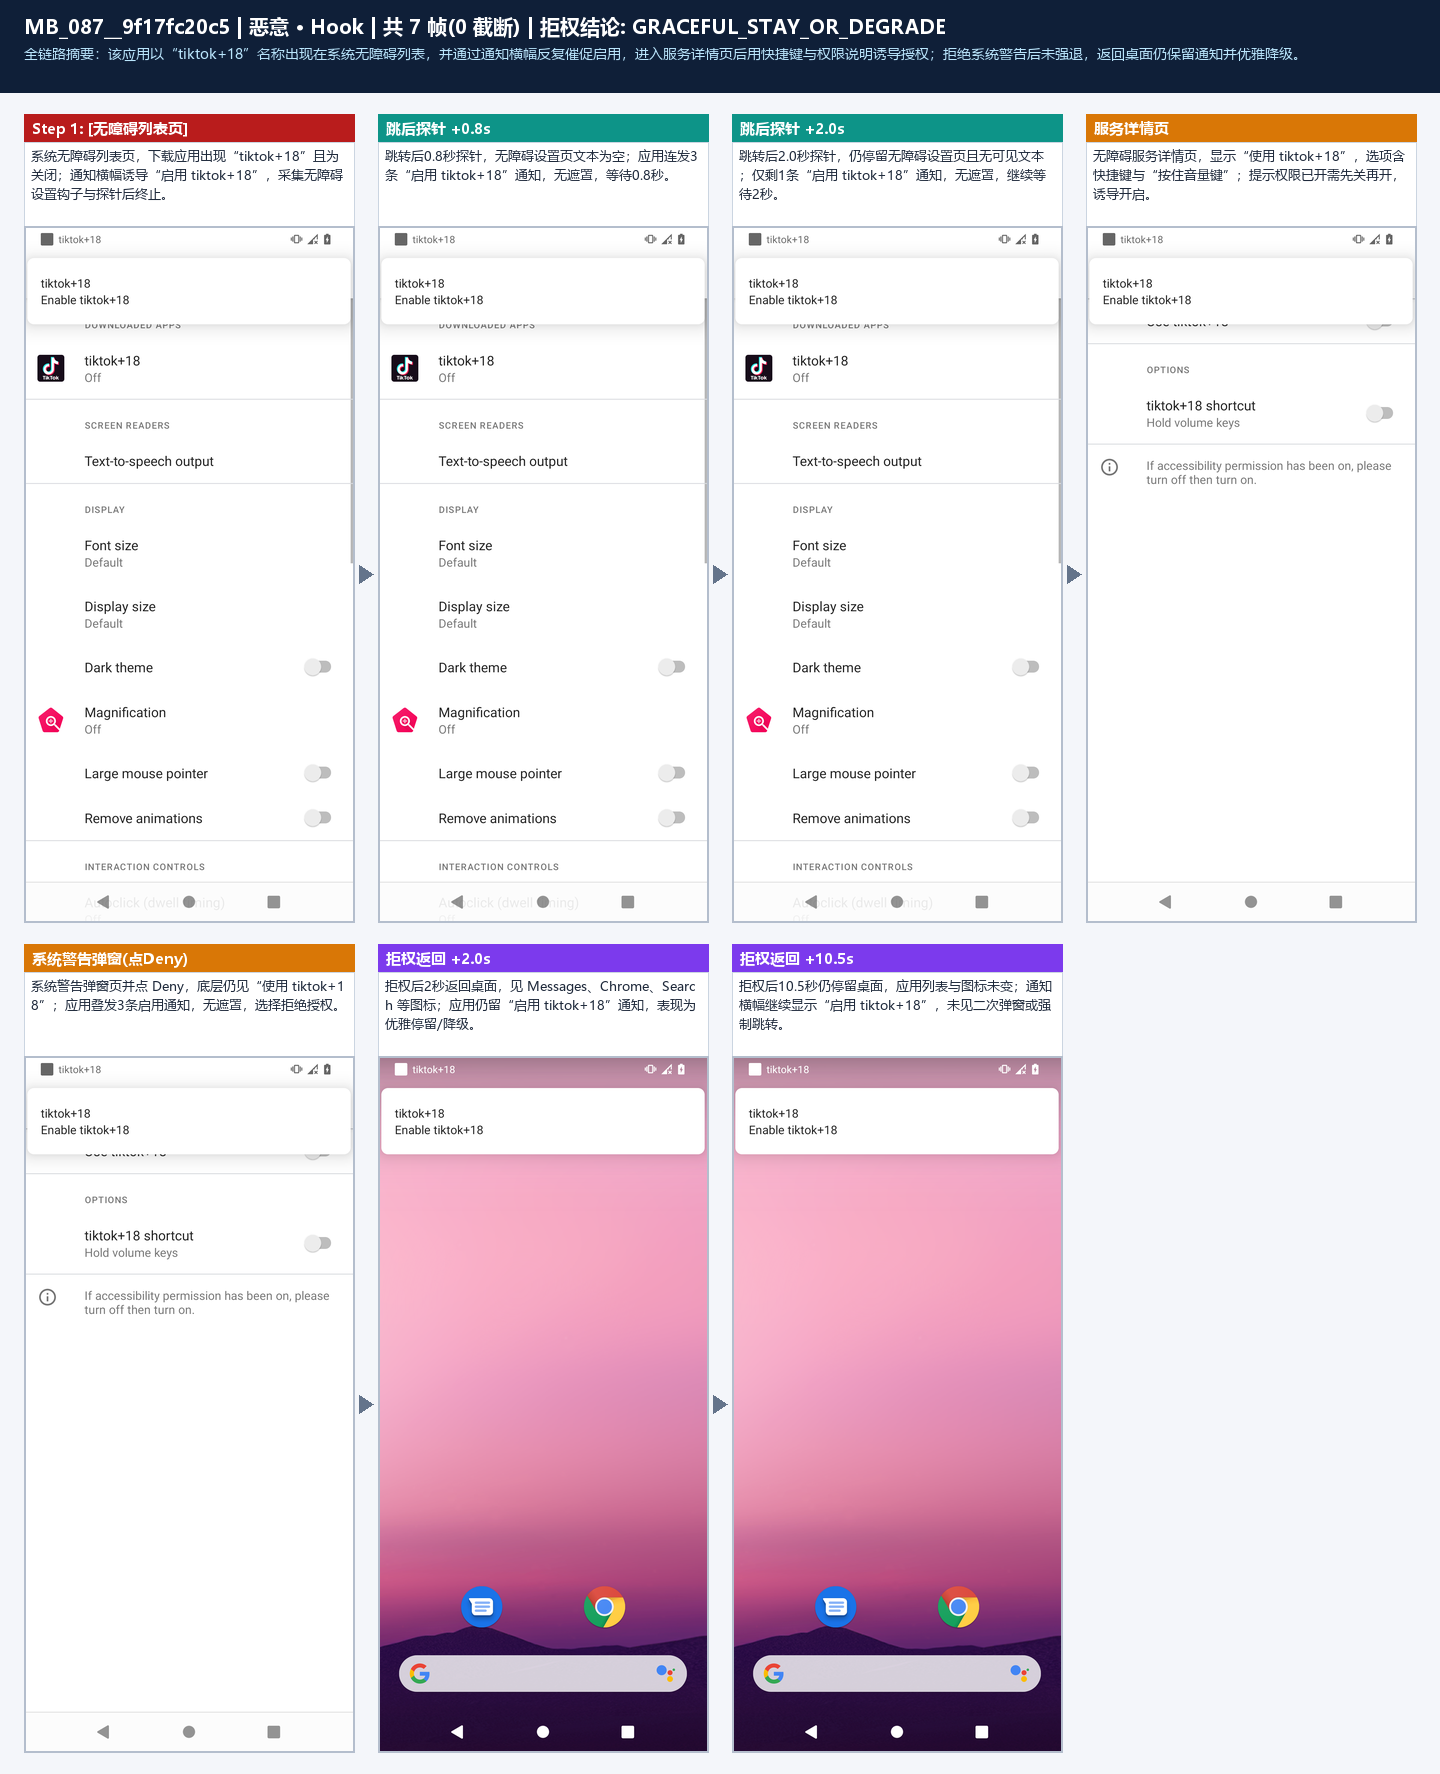 MB_087__9f17fc20c5 | 恶意 • Hook | 共 7 帧(0 截断) | 拒权结论: GRACEFUL_STAY_OR_DEGRADE
全链路摘要：该应用以“tiktok+18”名称出现在系统无障碍列表，并通过通知横幅反复催促启用，进入服务详情页后用快捷键与权限说明诱导授权；拒绝系统警告后未强退，返回桌面仍保留通知并优雅降级。
Step 1: [无障碍列表页]
系统无障碍列表页，下载应用出现“tiktok+18”且为
关闭；通知横幅诱导“启用 tiktok+18”，采集无障碍
设置钩子与探针后终止。
tiktok+18
tiktok+18
Enable tiktok+18
DOWNLOADED APPS
tiktok+18
Off
SCREEN READERS
Text-to-speech output
DISPLAY
Font size
Default
Display size
Default
Dark theme
Magnification
Off
Large mouse pointer
Remove animations
INTERACTION CONTROLS
跳后探针 +0.8s
跳转后0.8秒探针，无障碍设置页文本为空；应用连发3
条“启用 tiktok+18”通知，无遮罩，等待0.8秒。
tiktok+18
tiktok+18
Enable tiktok+18
DOWNLOADED APPS
tiktok+18
Off
SCREEN READERS
Text-to-speech output
DISPLAY
Font size
Default
Display size
Default
Dark theme
Magnification
Off
Large mouse pointer
Remove animations
INTERACTION CONTROLS
跳后探针 +2.0s
跳转后2.0秒探针，仍停留无障碍设置页且无可见文本
；仅剩1条“启用 tiktok+18”通知，无遮罩，继续等
待2秒。
tiktok+18
tiktok+18
Enable tiktok+18
DOWNLOADED APPS
tiktok+18
Off
SCREEN READERS
Text-to-speech output
DISPLAY
Font size
Default
Display size
Default
Dark theme
Magnification
Off
Large mouse pointer
Remove animations
INTERACTION CONTROLS
服务详情页
无障碍服务详情页，显示“使用 tiktok+18”，选项含
快捷键与“按住音量键”；提示权限已开需先关再开，
诱导开启。
tiktok+18
tiktok+18
Enable tiktok+18
Use tiktok+18
OPTIONS
tiktok+18 shortcut
Hold volume keys
If accessibility permission has been on, please
turn off then turn on.
系统警告弹窗(点Deny)
系统警告弹窗页并点 Deny，底层仍见“使用 tiktok+1
8”；应用叠发3条启用通知，无遮罩，选择拒绝授权。
tiktok+18
tiktok+18
Enable tiktok+18
Use tiktok+18
OPTIONS
tiktok+18 shortcut
Hold volume keys
If accessibility permission has been on, please
turn off then turn on.
拒权返回 +2.0s
拒权后2秒返回桌面，见 Messages、Chrome、Searc
h 等图标；应用仍留“启用 tiktok+18”通知，表现为
优雅停留/降级。
tiktok+18
tiktok+18
Enable tiktok+18
拒权返回 +10.5s
拒权后10.5秒仍停留桌面，应用列表与图标未变；通知
横幅继续显示“启用 tiktok+18”，未见二次弹窗或强
制跳转。
tiktok+18
tiktok+18
Enable tiktok+18